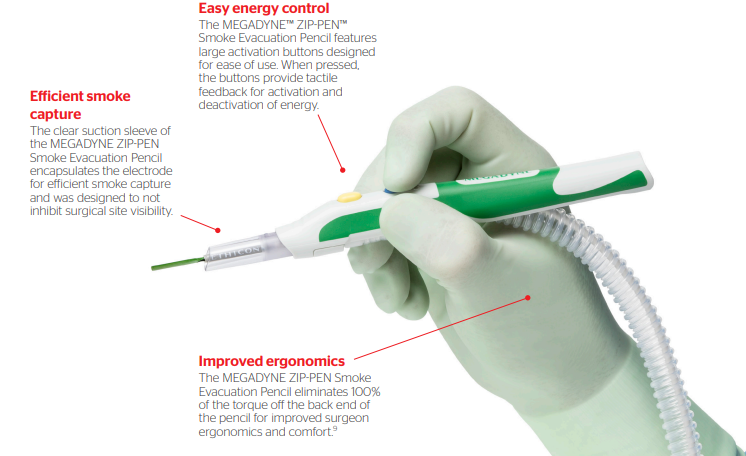 Easy energy control
The MEGADYNE™ ZIP-PEN™
Smoke Evacuation Pencil features
large activation buttons designed
for ease of use. When pressed,
the buttons provide tactile
feedback for activation and
deactivation of energy.
Efficient smoke
capture
The clear suction sleeve of
the MEGADYNE ZIP-PEN
Smoke Evacuation Pencil
encapsulates the electrode
for efficient smoke capture
and was designed to not
inhibit surgical site visibility.
MEGADYNE
ETHICON
Improved ergonomics
The MEGADYNE ZIP-PEN Smoke
Evacuation Pencil eliminates 100%
of the torque off the back end of
the pencil for improved surgeon
ergonomics and comfort.⁹